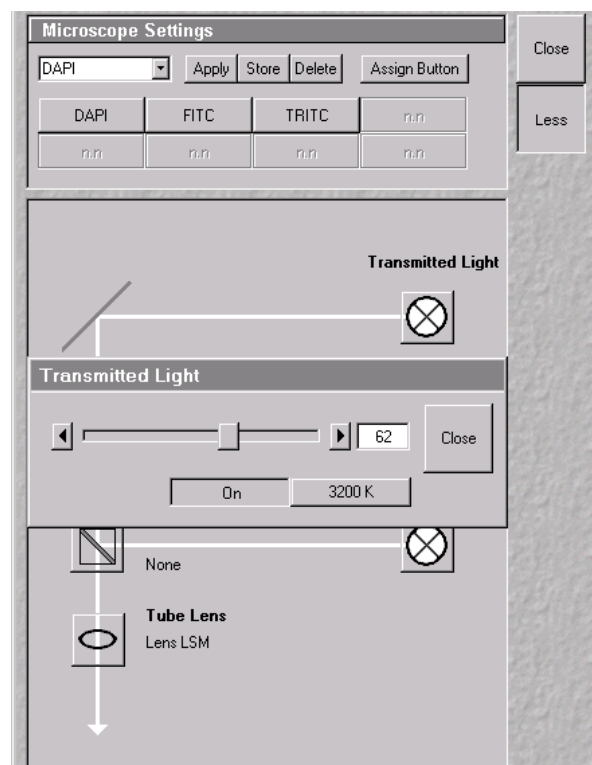 Microscope Settings
Close
DAPI Apply Store Delete Assign Button
DAPI FITC TRITC n.n
Less
n.n n.n n.n n.n
Transmitted Light
Transmitted Light
62 Close
On 3200 K
None
Tube Lens
Lens LSM